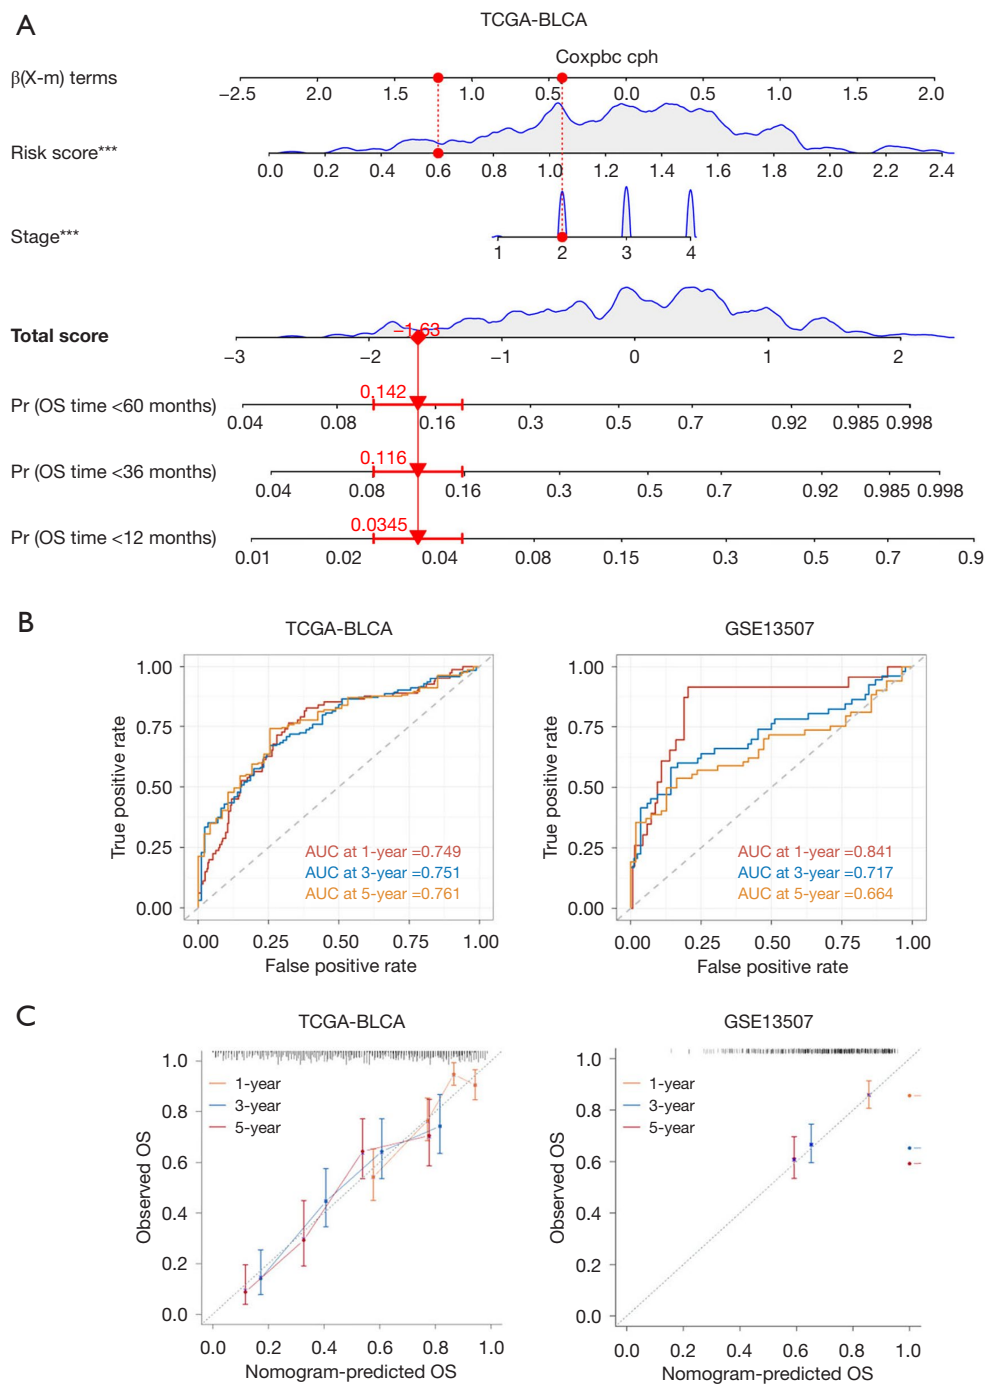 A
TCGA-BLCA
Coxpbc cph
β(X-m) terms
−2.5 2.0 1.5 1.0 0.5 0.0 0.5 1.0 1.5 2.0
Risk score***
0.0 0.2 0.4 0.6 0.8 1.0 1.2 1.4 1.6 1.8 2.0 2.2 2.4
Stage***
1 2 3 4
Total score
−1.63
−3 −2 −1 0 1 2
0.142
Pr (OS time <60 months)
0.04 0.08 0.16 0.3 0.5 0.7 0.92 0.985 0.998
0.116
Pr (OS time <36 months)
0.04 0.08 0.16 0.3 0.5 0.7 0.92 0.985 0.998
0.0345
Pr (OS time <12 months)
0.01 0.02 0.04 0.08 0.15 0.3 0.5 0.7 0.9
B
TCGA-BLCA
True positive rate
1.00
0.75
0.50
0.25
0.00
AUC at 1-year =0.749
AUC at 3-year =0.751
AUC at 5-year =0.761
0.00 0.25 0.50 0.75 1.00
False positive rate
GSE13507
True positive rate
1.00
0.75
0.50
0.25
0.00
AUC at 1-year =0.841
AUC at 3-year =0.717
AUC at 5-year =0.664
0.00 0.25 0.50 0.75 1.00
False positive rate
C
TCGA-BLCA
Observed OS
1.0
0.8
0.6
0.4
0.2
0.0
1-year
3-year
5-year
0.0 0.2 0.4 0.6 0.8 1.0
Nomogram-predicted OS
GSE13507
Observed OS
1.0
0.8
0.6
0.4
0.2
0.0
1-year
3-year
5-year
0.0 0.2 0.4 0.6 0.8 1.0
Nomogram-predicted OS